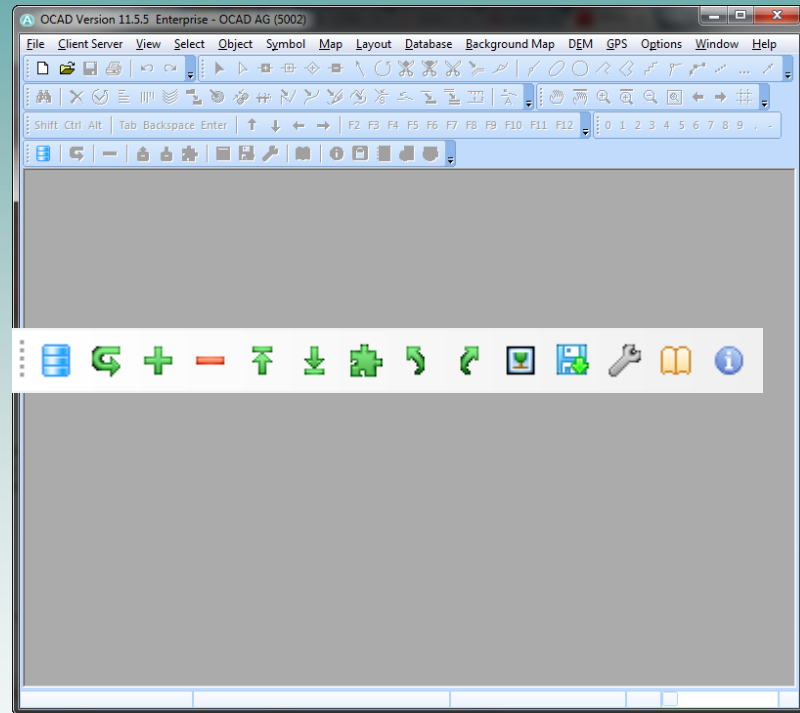 OCAD Version 11.5.5 Enterprise - OCAD AG (5002)
File Client Server View Select Object Symbol Map Layout Database Background Map DEM GPS Options Window Help
Shift Ctrl Alt Tab Backspace Enter F2 F3 F4 F5 F6 F7 F8 F9 F10 F11 F12 0 1 2 3 4 5 6 7 8 9 . -